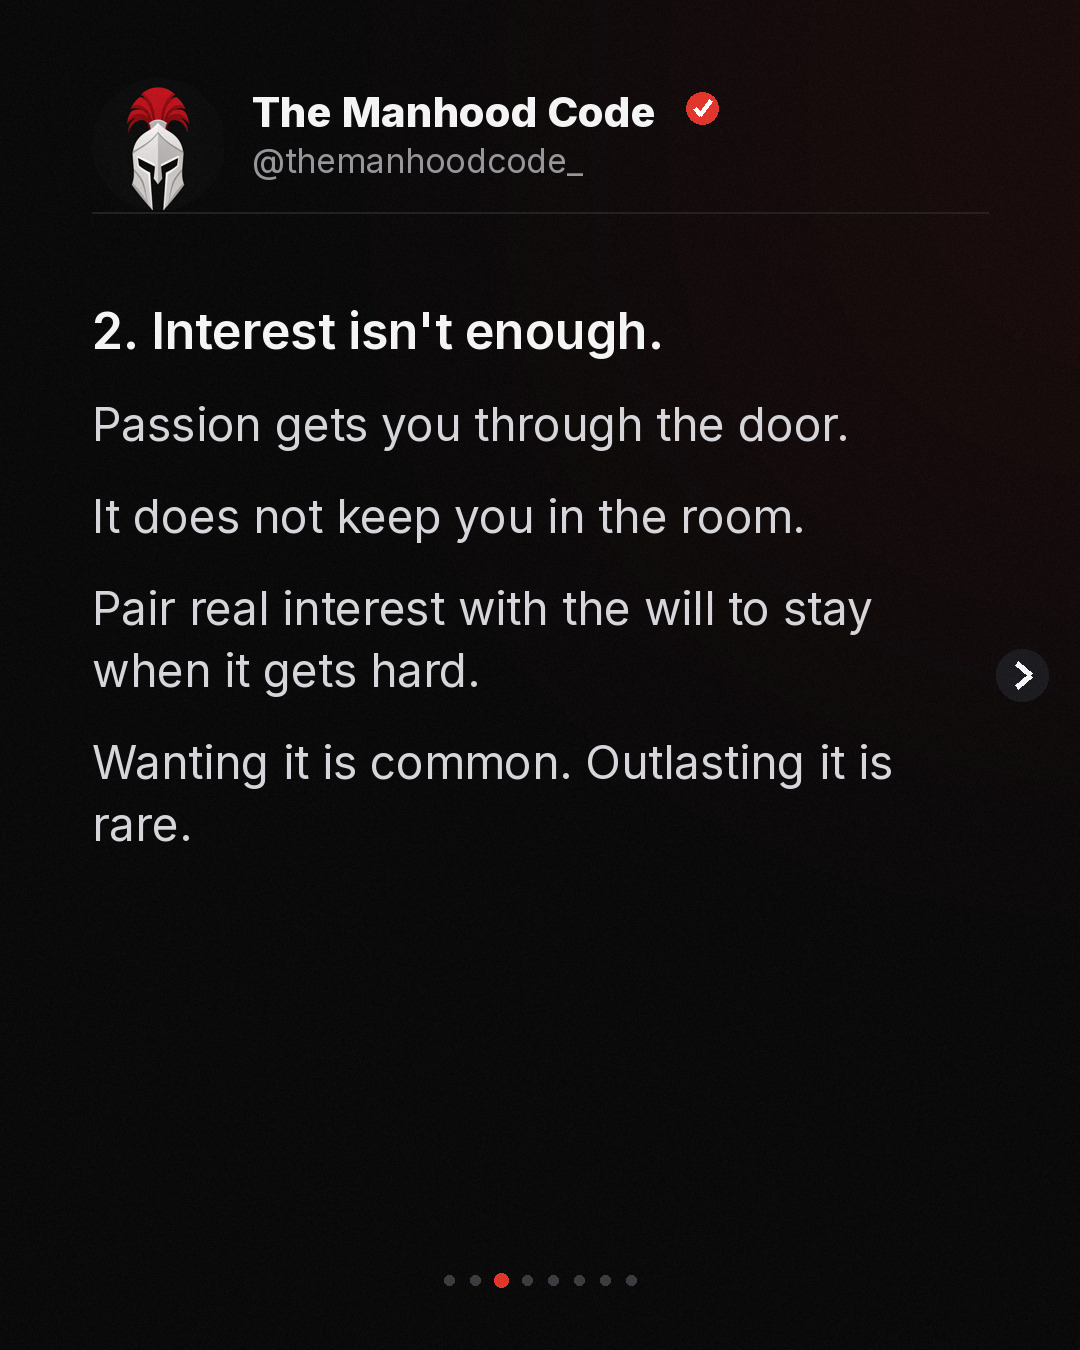 The Manhood Code
@themanhoodcode_
2. Interest isn't enough.
Passion gets you through the door.
It does not keep you in the room.
Pair real interest with the will to stay
when it gets hard.
Wanting it is common. Outlasting it is
rare.